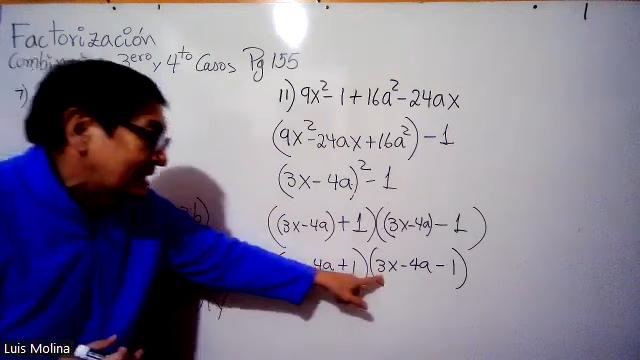 Factorización
3ero y 4to Casos Pg 155
7)
11) 9x²-1+16a²-24ax
(9x²-24ax+16a²)-1
(3x-4a)²-1
((3x-4a)+1)((3x-4a)-1)
4a+1)(3x-4a-1)
Luis Molina